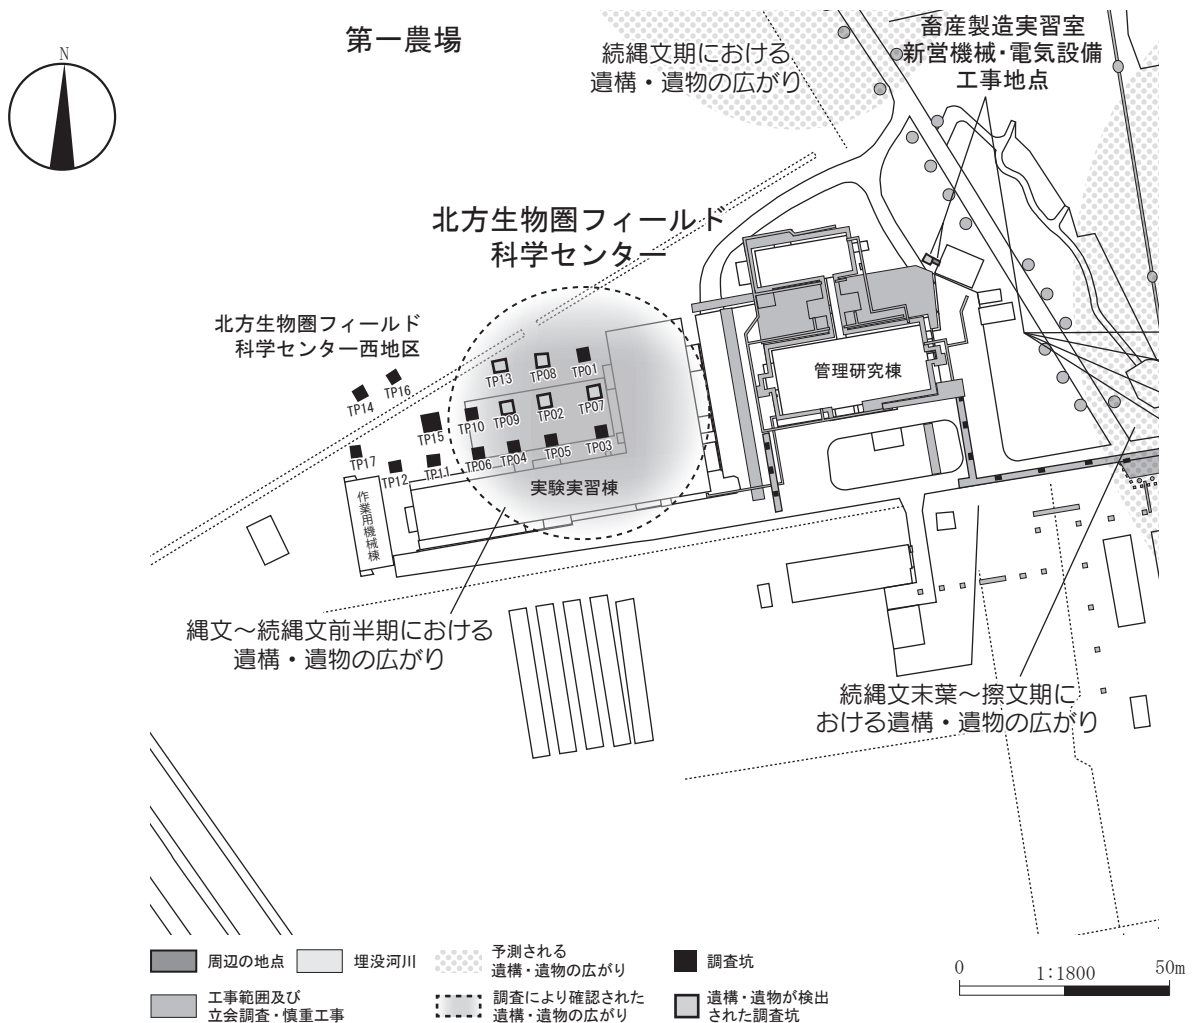 第一農場
N
続縄文期における
遺構・遺物の広がり
畜産製造実習室
新営機械・電気設備
工事地点
北方生物圏フィールド
科学センター
北方生物圏フィールド
科学センター西地区
TP13
TP08
TP01
TP16
TP14
TP15
TP10
TP09
TP02
TP07
TP17
TP12
TP11
TP06
TP04
TP05
TP03
管理研究棟
実験実習棟
作業用機械棟
縄文～続縄文前半期における
遺構・遺物の広がり
続縄文末葉～擦文期に
おける遺構・遺物の広がり
周辺の地点
埋没河川
予測される
遺構・遺物の広がり
調査坑
工事範囲及び
立会調査・慎重工事
調査により確認された
遺構・遺物の広がり
遺構・遺物が検出
された調査坑
0
1:1800
50m